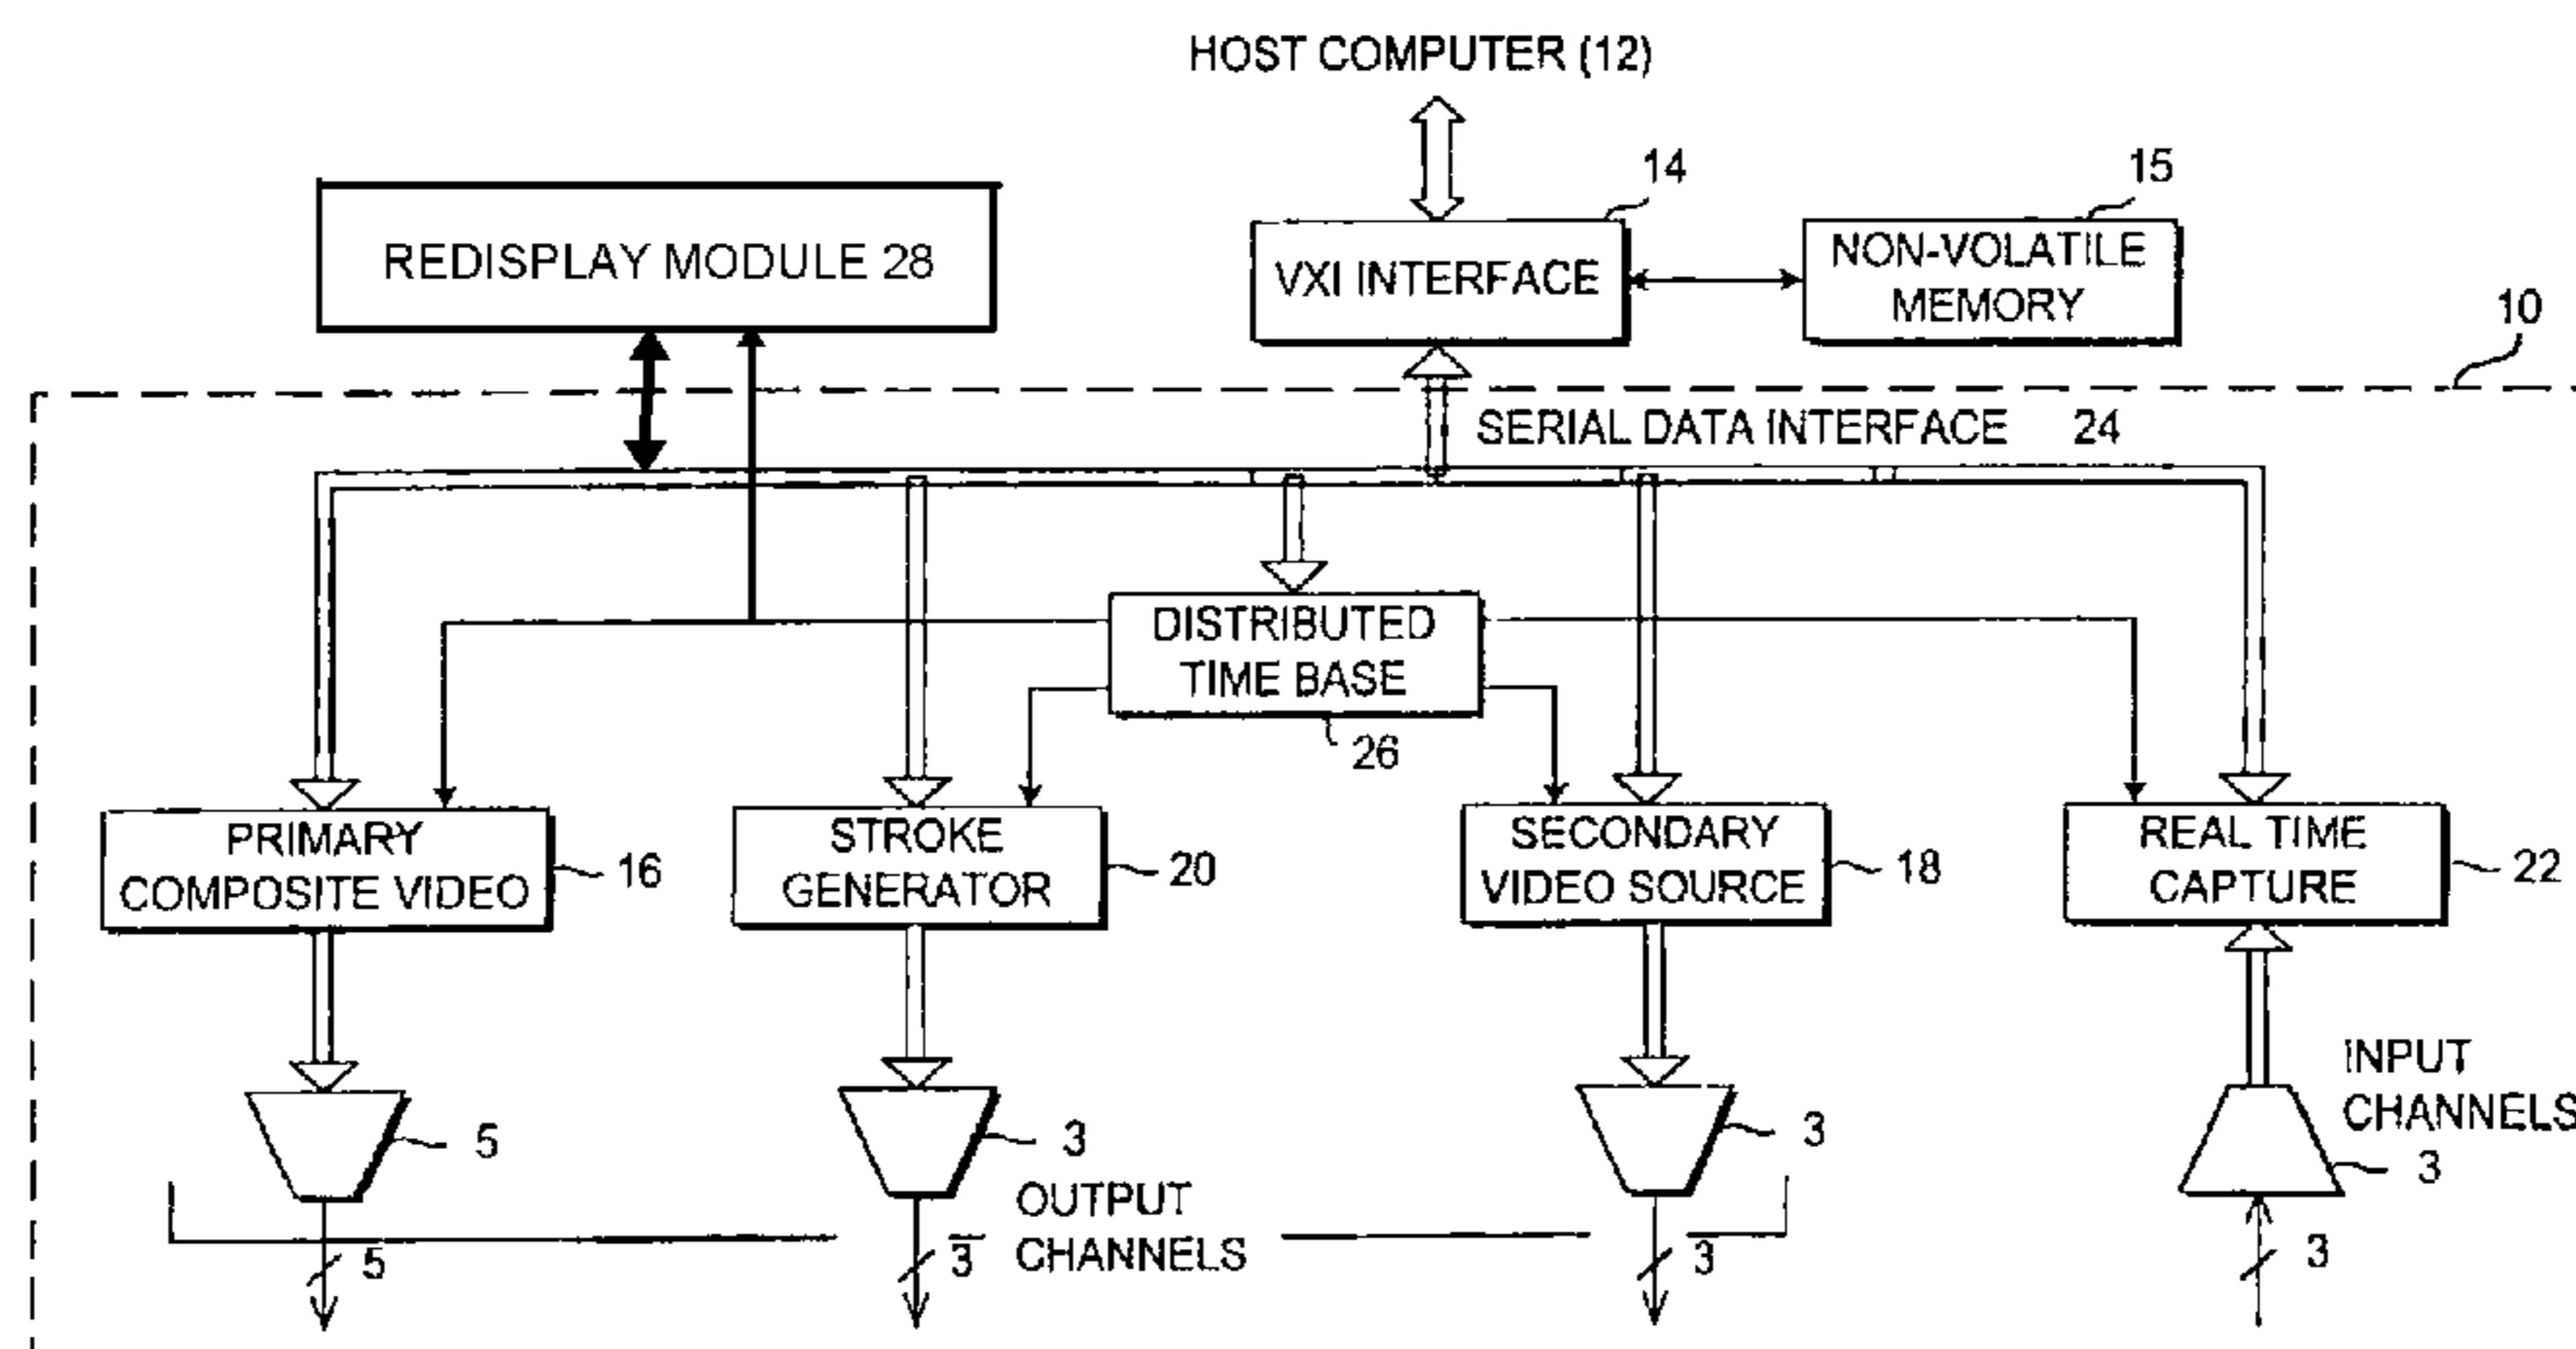 HOST COMPUTER (12)
14
15
REDISPLAY MODULE 28
VXI INTERFACE
NON-VOLATILE
MEMORY
10
SERIAL DATA INTERFACE 24
DISTRIBUTED
TIME BASE
26
PRIMARY
COMPOSITE VIDEO
16
STROKE
GENERATOR
20
SECONDARY
VIDEO SOURCE
18
REAL TIME
CAPTURE
22
5
3
3
INPUT
CHANNELS
3
OUTPUT
CHANNELS
5
3
3
3